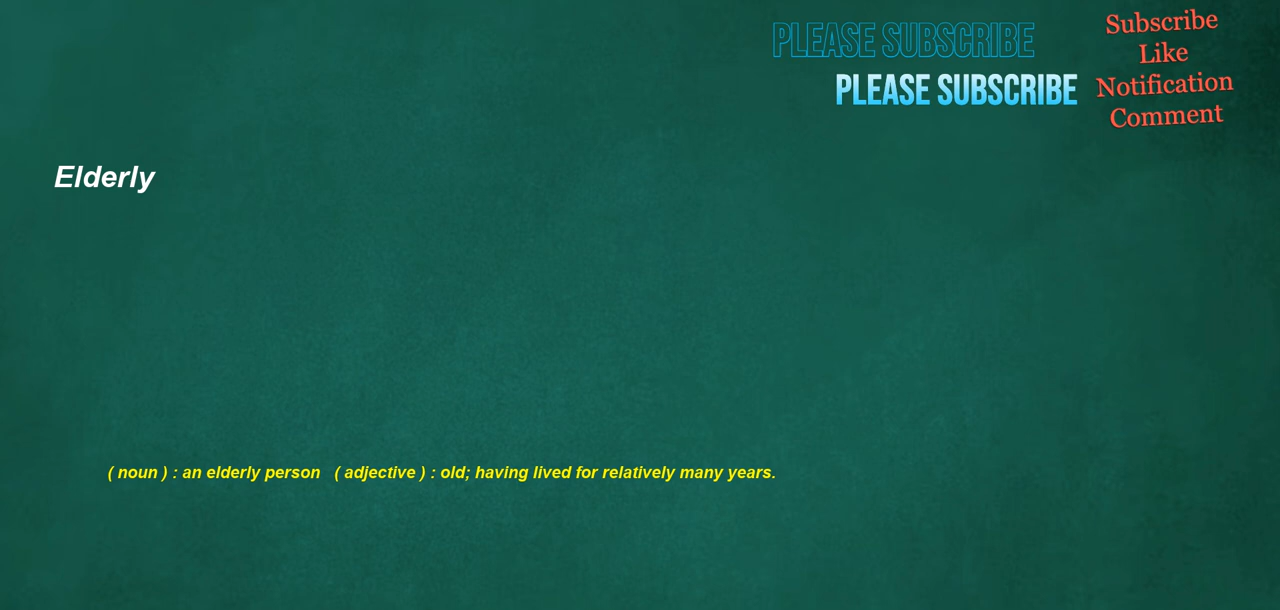 PLEASE SUBSCRIBE
PLEASE SUBSCRIBE
Subscribe
Like
Notification
Comment
Elderly
( noun ) : an elderly person ( adjective ) : old; having lived for relatively many years.